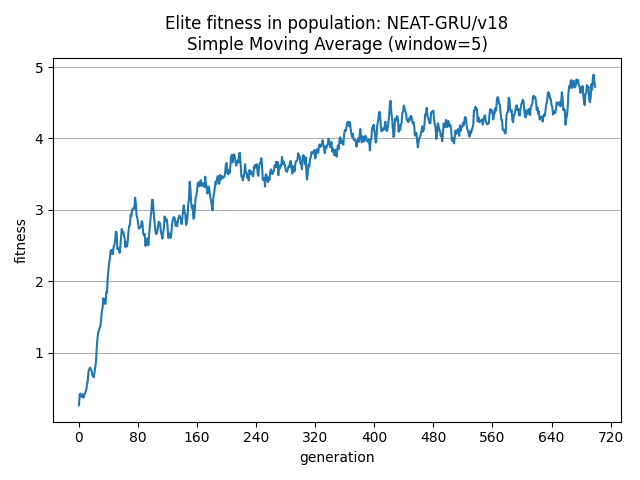 Elite fitness in population: NEAT-GRU/v18
Simple Moving Average (window=5)
5
4
3
2
1
fitness
0 80 160 240 320 400 480 560 640 720
generation